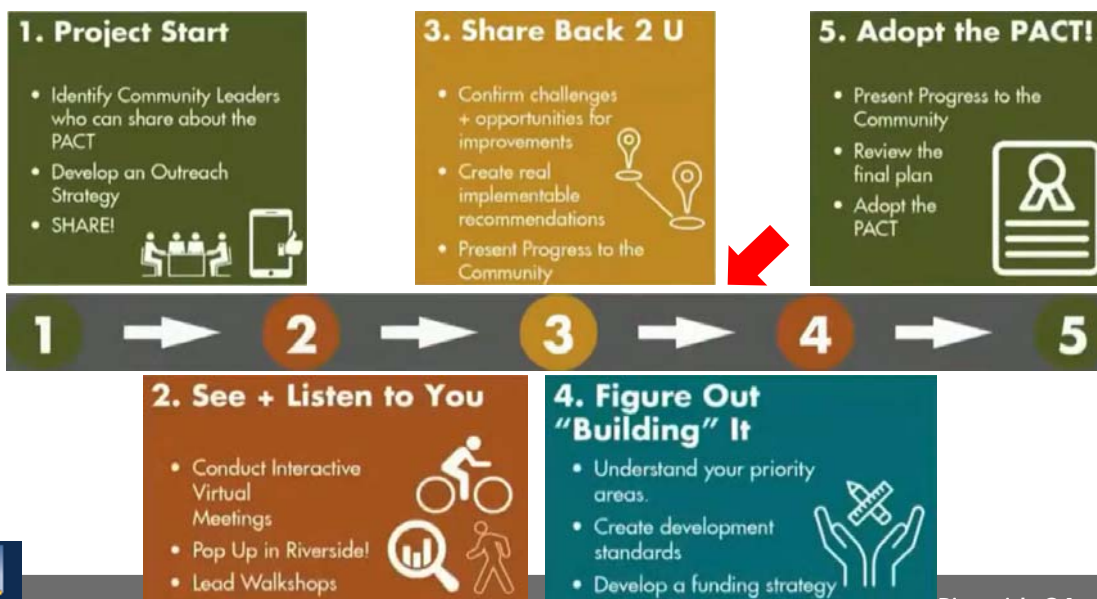 1. Project Start
• Identify Community Leaders
who can share about the
PACT
• Develop an Outreach
Strategy
• SHARE!
3. Share Back 2 U
• Confirm challenges
+ opportunities for
improvements
• Create real
implementable
recommendations
• Present Progress to the
Community
5. Adopt the PACT!
• Present Progress to the
Community
• Review the
final plan
• Adopt the
PACT
1 2 3 4 5
2. See + Listen to You
• Conduct Interactive
Virtual
Meetings
• Pop Up in Riverside!
• Lead Walkshops
4. Figure Out
"Building" It
• Understand your priority
areas.
• Create development
standards
• Develop a funding strategy